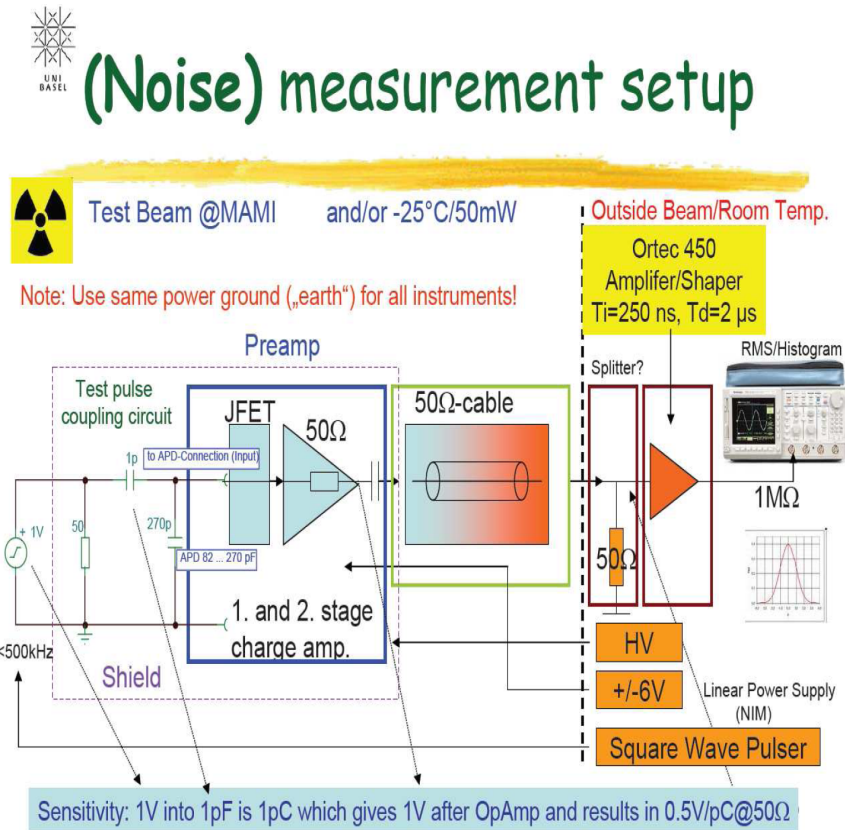 UNI
BASEL
(Noise) measurement setup
Test Beam @MAMI and/or -25°C/50mW
Outside Beam/Room Temp.
Ortec 450
Amplifer/Shaper
Ti=250 ns, Td=2 µs
Note: Use same power ground („earth“) for all instruments!
Preamp
Splitter?
RMS/Histogram
Test pulse
coupling circuit
JFET
50Ω
50Ω-cable
1p
to APD-Connection (Input)
1MΩ
+ 1V
50
270p
APD 82 ... 270 pF
50Ω
1. and 2. stage
charge amp.
<500kHz
Shield
HV
+/-6V
Linear Power Supply
(NIM)
Square Wave Pulser
Sensitivity: 1V into 1pF is 1pC which gives 1V after OpAmp and results in 0.5V/pC@50Ω